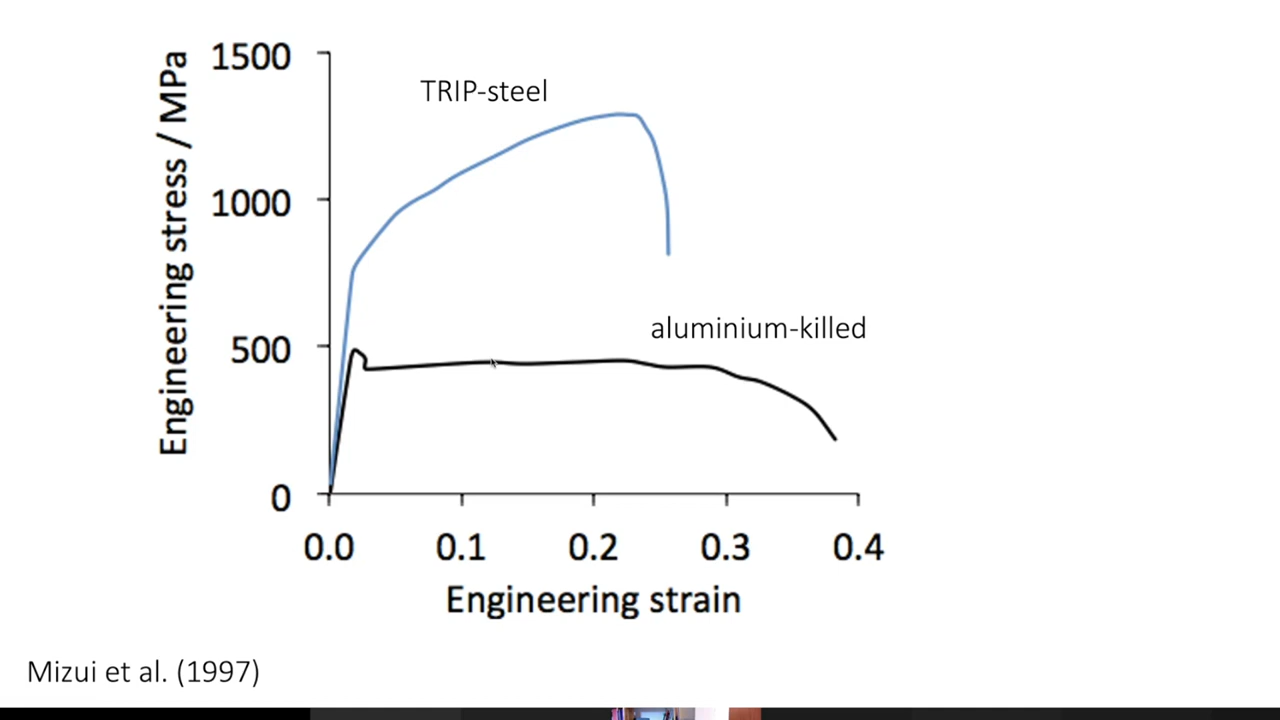 Engineering stress / MPa
1500
1000
500
0
TRIP-steel
aluminium-killed
0.0 0.1 0.2 0.3 0.4
Engineering strain
Mizui et al. (1997)